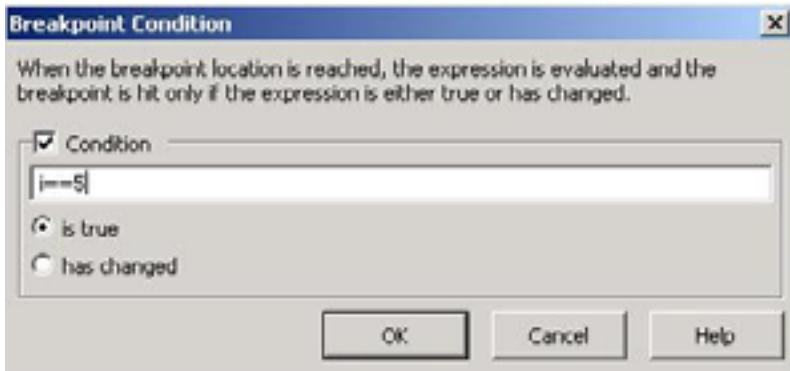 Breakpoint Condition
When the breakpoint location is reached, the expression is evaluated and the
breakpoint is hit only if the expression is either true or has changed.
Condition
i==5
is true
has changed
OK Cancel Help